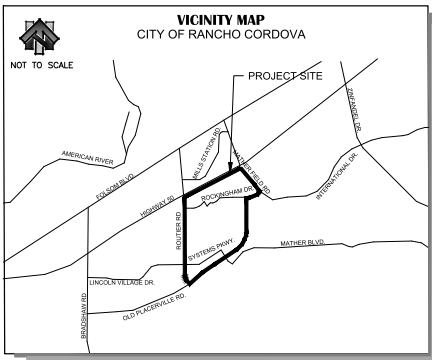 VICINITY MAP
CITY OF RANCHO CORDOVA
NOT TO SCALE
PROJECT SITE
ZINFANDEL DR.
AMERICAN RIVER
MILLS STATION RD.
MATHER FIELD RD.
FOLSOM BLVD.
INTERNATIONAL DR.
HIGHWAY 50
ROCKINGHAM DR.
ROUTIER RD
SYSTEMS PKWY.
MATHER BLVD.
LINCOLN VILLAGE DR.
BRADSHAW RD
OLD PLACERVILLE RD.